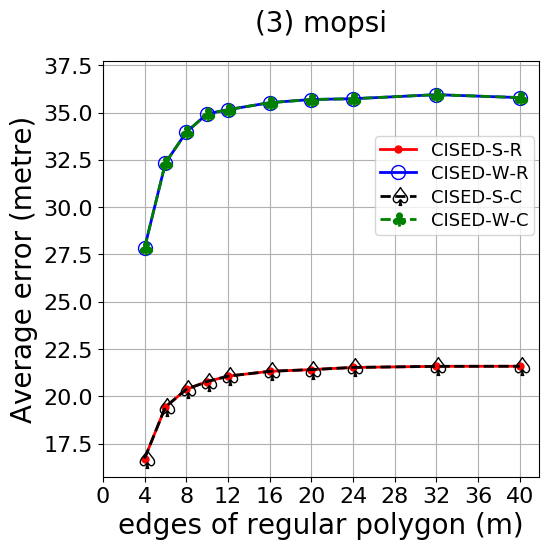 (3) mopsi
Average error (metre)
37.5
35.0
32.5
30.0
27.5
25.0
22.5
20.0
17.5
CISED-S-R
CISED-W-R
CISED-S-C
CISED-W-C
0 4 8 12 16 20 24 28 32 36 40
edges of regular polygon (m)